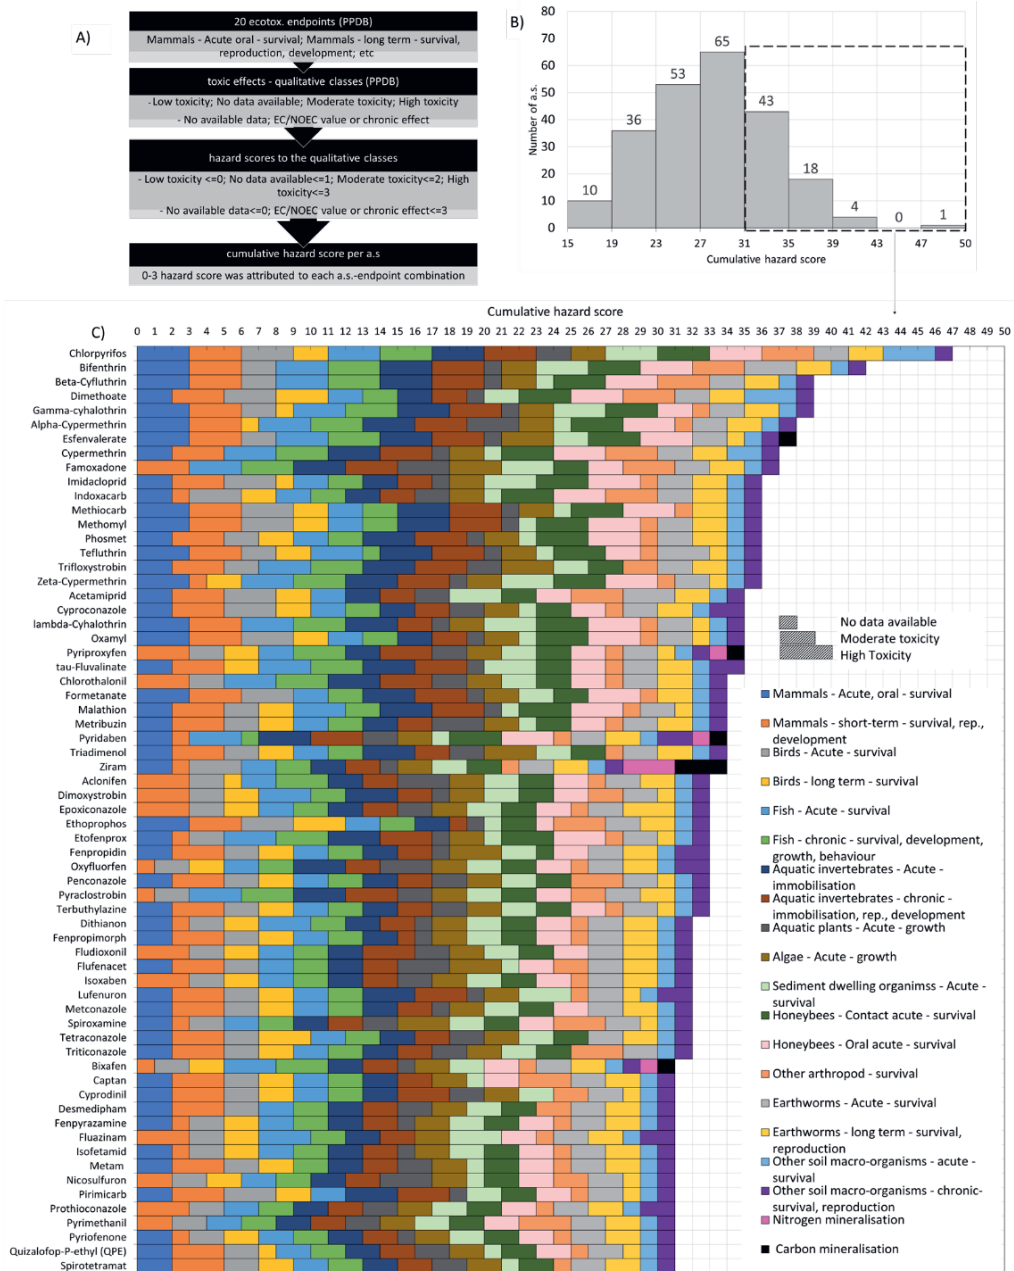 A)
20 ecotox. endpoints (PPDB)
Mammals - Acute oral - survival; Mammals - long term - survival,
reproduction, development; etc
toxic effects - qualitative classes (PPDB)
- Low toxicity; No data available; Moderate toxicity; High toxicity
- No available data; EC/NOEC value or chronic effect
hazard scores to the qualitative classes
- Low toxicity <=0; No data available<=1; Moderate toxicity<=2; High
toxicity<=3
- No available data<=0; EC/NOEC value or chronic effect<=3
cumulative hazard score per a.s
0-3 hazard score was attributed to each a.s.-endpoint combination
B)
Number of a.s.
80
70
60
50
40
30
20
10
0
10
36
53
65
43
18
4
0
1
15 19 23 27 31 35 39 43 47 50
Cumulative hazard score
C)
Cumulative hazard score
0 1 2 3 4 5 6 7 8 9 10 11 12 13 14 15 16 17 18 19 20 21 22 23 24 25 26 27 28 29 30 31 32 33 34 35 36 37 38 39 40 41 42 43 44 45 46 47 48 49 50
Chlorpyrifos
Bifenthrin
Beta-Cyfluthrin
Dimethoate
Gamma-cyhalothrin
Alpha-Cypermethrin
Esfenvalerate
Cypermethrin
Famoxadone
Imidacloprid
Indoxacarb
Methiocarb
Methomyl
Phosmet
Tefluthrin
Trifloxystrobin
Zeta-Cypermethrin
Acetamiprid
Cyproconazole
lambda-Cyhalothrin
Oxamyl
Pyriproxyfen
tau-Fluvalinate
Chlorothalonil
Formetanate
Malathion
Metribuzin
Pyridaben
Triadimenol
Ziram
Aclonifen
Dimoxystrobin
Epoxiconazole
Ethoprophos
Etofenprox
Fenpropidin
Oxyfluorfen
Penconazole
Pyraclostrobin
Terbuthylazine
Dithianon
Fenpropimorph
Fludioxonil
Flufenacet
Isoxaben
Lufenuron
Metconazole
Spiroxamine
Tetraconazole
Triticonazole
Bixafen
Captan
Cyprodinil
Desmedipham
Fenpyrazamine
Fluazinam
Isofetamid
Metam
Nicosulfuron
Pirimicarb
Prothioconazole
Pyrimethanil
Pyriofenone
Quizalofop-P-ethyl (QPE)
Spirotetramat
No data available
Moderate toxicity
High Toxicity
Mammals - Acute, oral - survival
Mammals - short-term - survival, rep.,
development
Birds - Acute - survival
Birds - long term - survival
Fish - Acute - survival
Fish - chronic - survival, development,
growth, behaviour
Aquatic invertebrates - Acute -
immobilisation
Aquatic invertebrates - chronic -
immobilisation, rep., development
Aquatic plants - Acute - growth
Algae - Acute - growth
Sediment dwelling organimss - Acute -
survival
Honeybees - Contact acute - survival
Honeybees - Oral acute - survival
Other arthropod - survival
Earthworms - Acute - survival
Earthworms - long term - survival,
reproduction
Other soil macro-organisms - acute -
survival
Other soil macro-organisms - chronic-
survival, reproduction
Nitrogen mineralisation
Carbon mineralisation